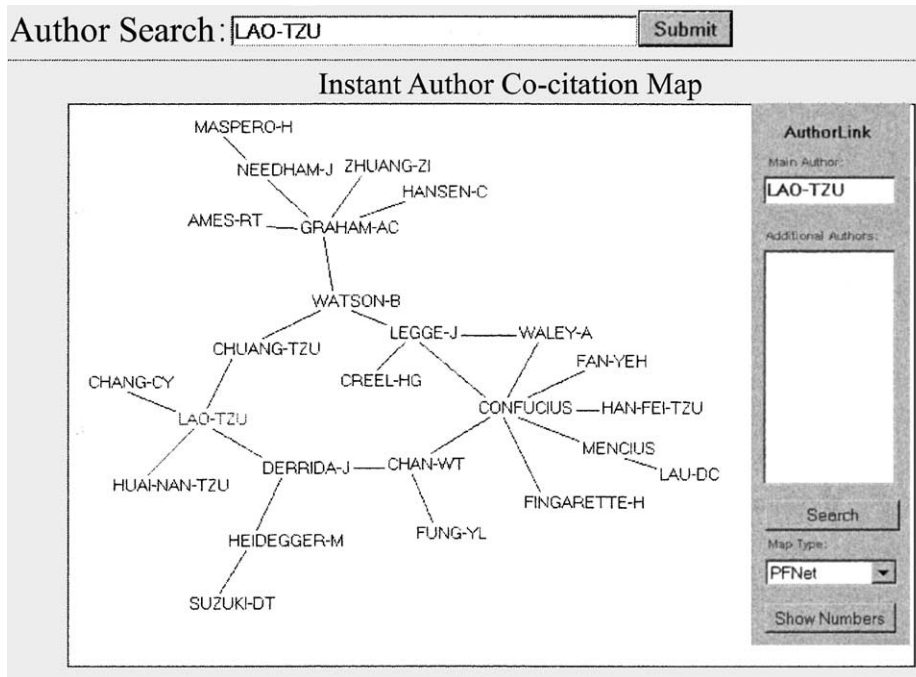 Author Search: LAO-TZU Submit
Instant Author Co-citation Map
MASPERO-H
NEEDHAM-J ZHUANG-ZI
HANSEN-C
AMES-RT GRAHAM-AC
WATSON-B
LEGGE-J WALEY-A
CHUANG-TZU
FAN-YEH
CREEL-HG
CHANG-CY
CONFUCIUS HAN-FEI-TZU
LAO-TZU
MENCIUS
DERRIDA-J CHAN-WT
LAU-DC
HUAI-NAN-TZU
FINGARETTE-H
FUNG-YL
HEIDEGGER-M
SUZUKI-DT
AuthorLink
Main Author:
LAO-TZU
Additional Authors:
Search
Map Type:
PFNet
Show Numbers